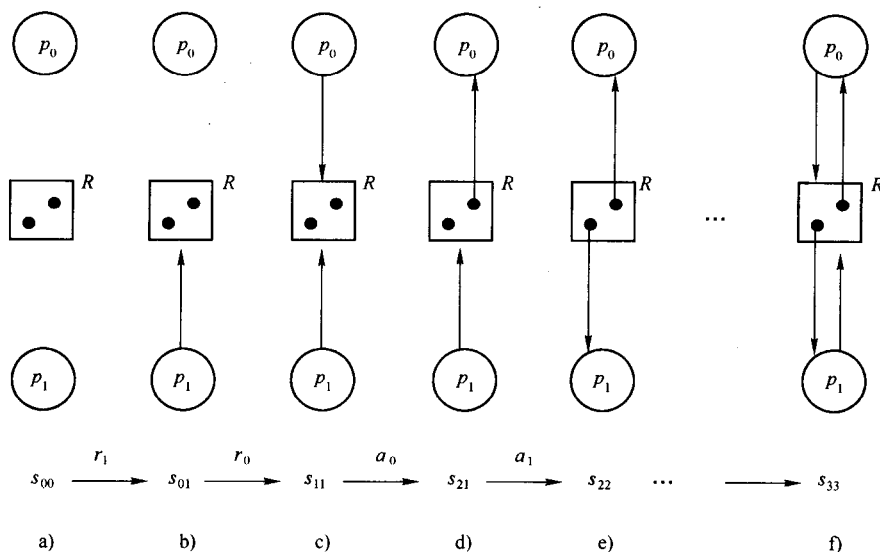 p₀ p₀ p₀ p₀ p₀ p₀
R R R R R R
...
p₁ p₁ p₁ p₁ p₁ p₁
s₀₀ r₁ s₀₁ r₀ s₁₁ a₀ s₂₁ a₁ s₂₂ ... s₃₃
a) b) c) d) e) f)